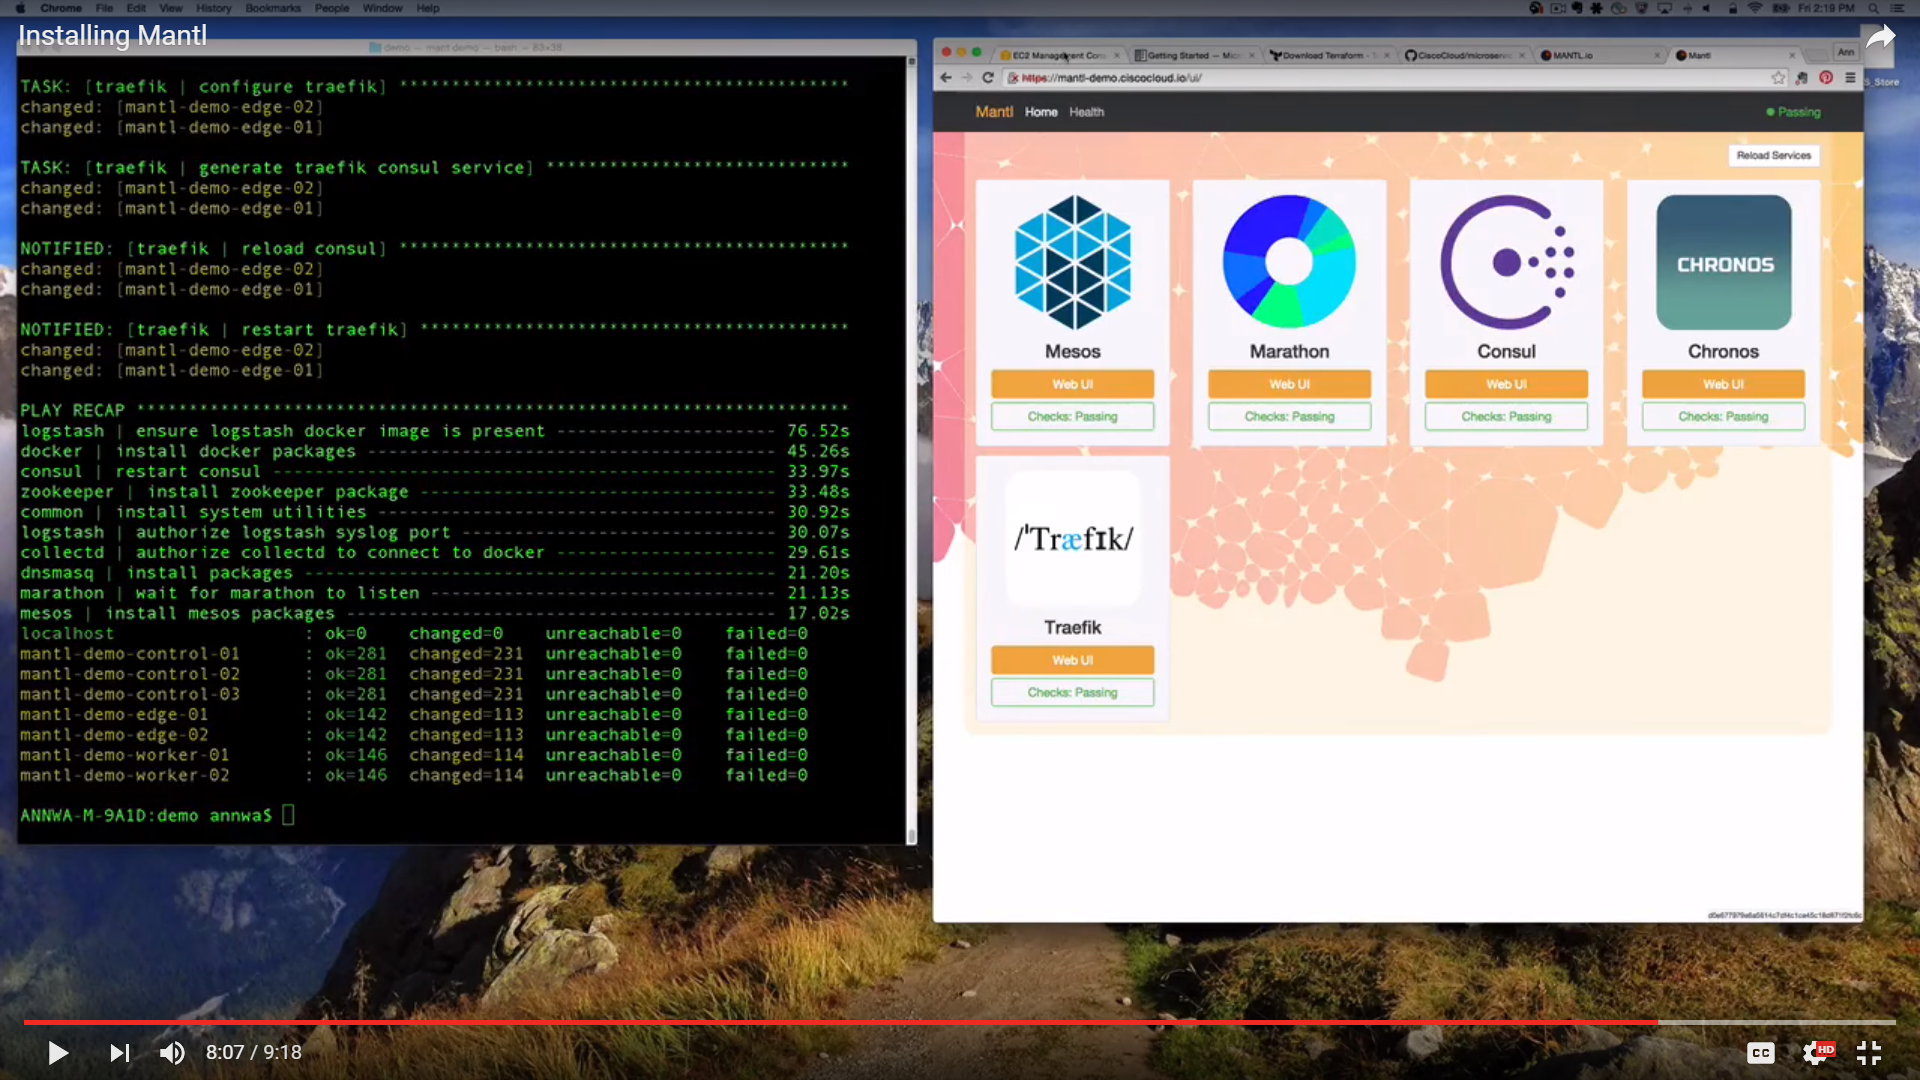 Chrome File Edit View History Bookmarks People Window Help
Fri 2:19 PM
Installing Mantl
TASK: [traefik | configure traefik] *******************************************
changed: [mantl-demo-edge-02]
changed: [mantl-demo-edge-01]
TASK: [traefik | generate traefik consul service] *****************************
changed: [mantl-demo-edge-02]
changed: [mantl-demo-edge-01]
NOTIFIED: [traefik | reload consul] *******************************************
changed: [mantl-demo-edge-02]
changed: [mantl-demo-edge-01]
NOTIFIED: [traefik | restart traefik] *****************************************
changed: [mantl-demo-edge-02]
changed: [mantl-demo-edge-01]
PLAY RECAP ********************************************************************
logstash | ensure logstash docker image is present --------------------- 76.52s
docker | install docker packages --------------------------------------- 45.26s
consul | restart consul ------------------------------------------------ 33.97s
zookeeper | install zookeeper package ---------------------------------- 33.48s
common | install system utilities --------------------------------------- 30.92s
logstash | authorize logstash syslog port ------------------------------ 30.07s
collectd | authorize collectd to connect to docker --------------------- 29.61s
dnsmasq | install packages --------------------------------------------- 21.20s
marathon | wait for marathon to listen --------------------------------- 21.13s
mesos | install mesos packages ----------------------------------------- 17.02s
localhost : ok=0 changed=0 unreachable=0 failed=0
mantl-demo-control-01 : ok=281 changed=231 unreachable=0 failed=0
mantl-demo-control-02 : ok=281 changed=231 unreachable=0 failed=0
mantl-demo-control-03 : ok=281 changed=231 unreachable=0 failed=0
mantl-demo-edge-01 : ok=142 changed=113 unreachable=0 failed=0
mantl-demo-edge-02 : ok=142 changed=113 unreachable=0 failed=0
mantl-demo-worker-01 : ok=146 changed=114 unreachable=0 failed=0
mantl-demo-worker-02 : ok=146 changed=114 unreachable=0 failed=0
ANNWA-M-9A1D:demo annwa$
EC2 Management Con
Getting Started — Mic
Download Terraform - T
CiscoCloud/microservic
MANTL.io
Mantl
Ann
https://mantl-demo.ciscocloud.io/ui/
Mantl Home Health
Passing
Reload Services
CHRONOS
Mesos
Marathon
Consul
Chronos
Web UI
Web UI
Web UI
Web UI
Checks: Passing
Checks: Passing
Checks: Passing
Checks: Passing
/'Træfɪk/
Traefik
Web UI
Checks: Passing
8:07 / 9:18
CC
HD